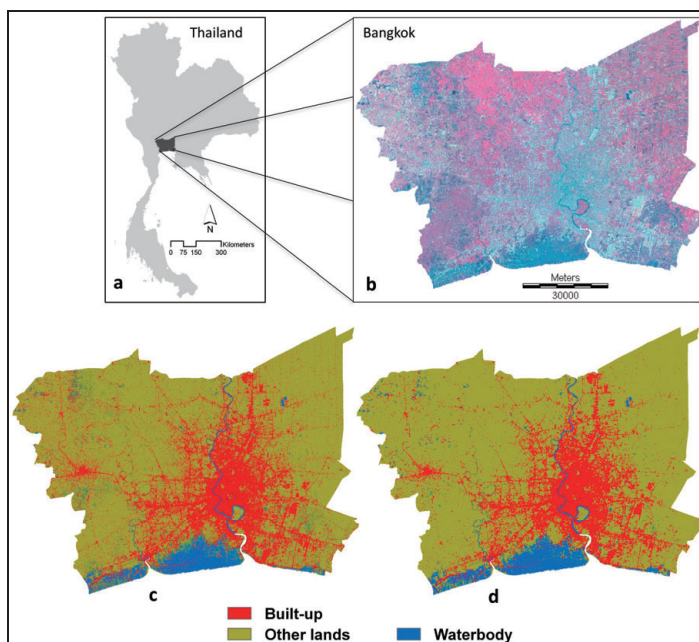 Thailand
Bangkok
N
Kilometers
0 75 150 300
a
b
Meters
30000
c
d
Built-up
Other lands
Waterbody